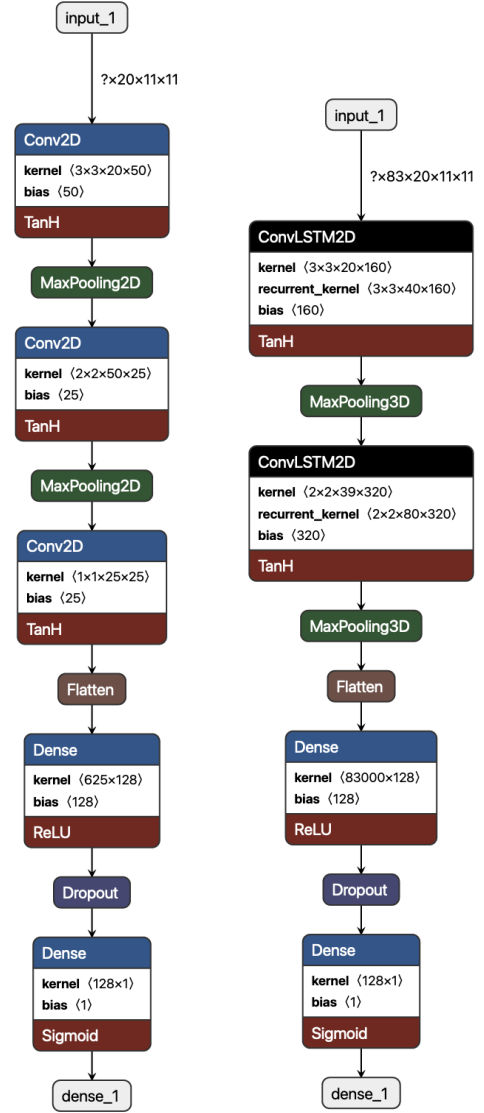 input_1
?×20×11×11
Conv2D
kernel ⟨3×3×20×50⟩
bias ⟨50⟩
TanH
MaxPooling2D
Conv2D
kernel ⟨2×2×50×25⟩
bias ⟨25⟩
TanH
MaxPooling2D
Conv2D
kernel ⟨1×1×25×25⟩
bias ⟨25⟩
TanH
Flatten
Dense
kernel ⟨625×128⟩
bias ⟨128⟩
ReLU
Dropout
Dense
kernel ⟨128×1⟩
bias ⟨1⟩
Sigmoid
dense_1
input_1
?×83×20×11×11
ConvLSTM2D
kernel ⟨3×3×20×160⟩
recurrent_kernel ⟨3×3×40×160⟩
bias ⟨160⟩
TanH
MaxPooling3D
ConvLSTM2D
kernel ⟨2×2×39×320⟩
recurrent_kernel ⟨2×2×80×320⟩
bias ⟨320⟩
TanH
MaxPooling3D
Flatten
Dense
kernel ⟨83000×128⟩
bias ⟨128⟩
ReLU
Dropout
Dense
kernel ⟨128×1⟩
bias ⟨1⟩
Sigmoid
dense_1